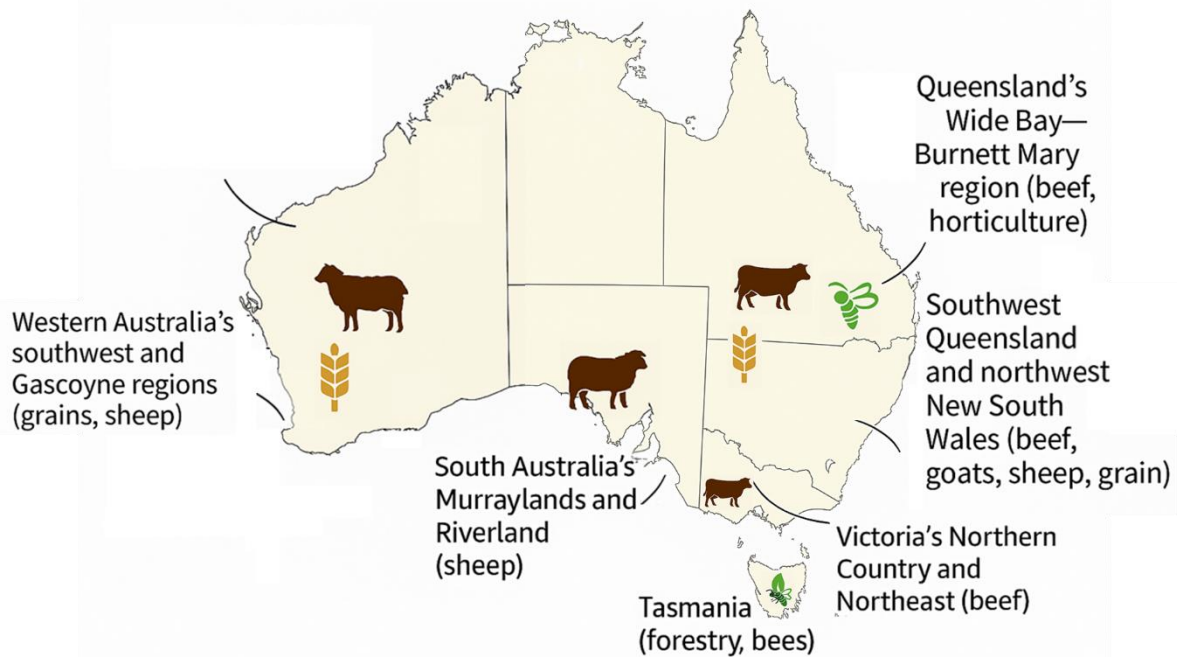 Queensland's
Wide Bay—
Burnett Mary
region (beef,
horticulture)
Western Australia's
southwest and
Gascoyne regions
(grains, sheep)
Southwest
Queensland
and northwest
New South
Wales (beef,
goats, sheep, grain)
South Australia's
Murraylands and
Riverland
(sheep)
Victoria's Northern
Country and
Northeast (beef)
Tasmania
(forestry, bees)